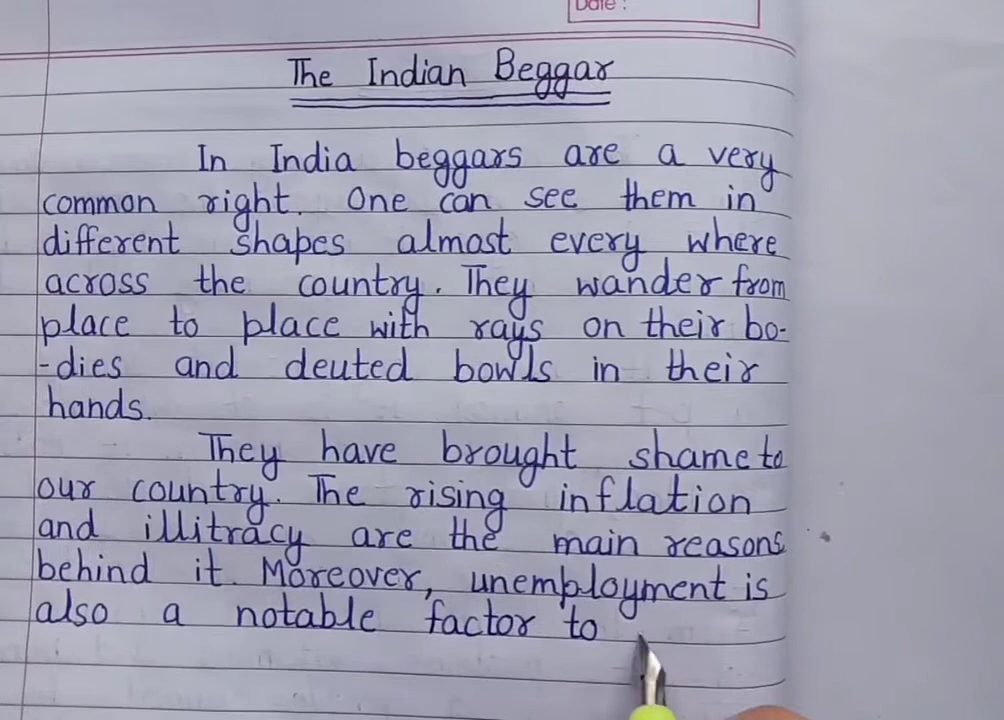 Date :
The Indian Beggar
In India beggars are a very
common right. One can see them in
different shapes almost every where
across the country. They wander from
place to place with rays on their bo-
-dies and deuted bowls in their
hands.
They have brought shame to
our country. The rising inflation
and illitracy are the main reasons
behind it. Moreover, unemployment is
also a notable factor to